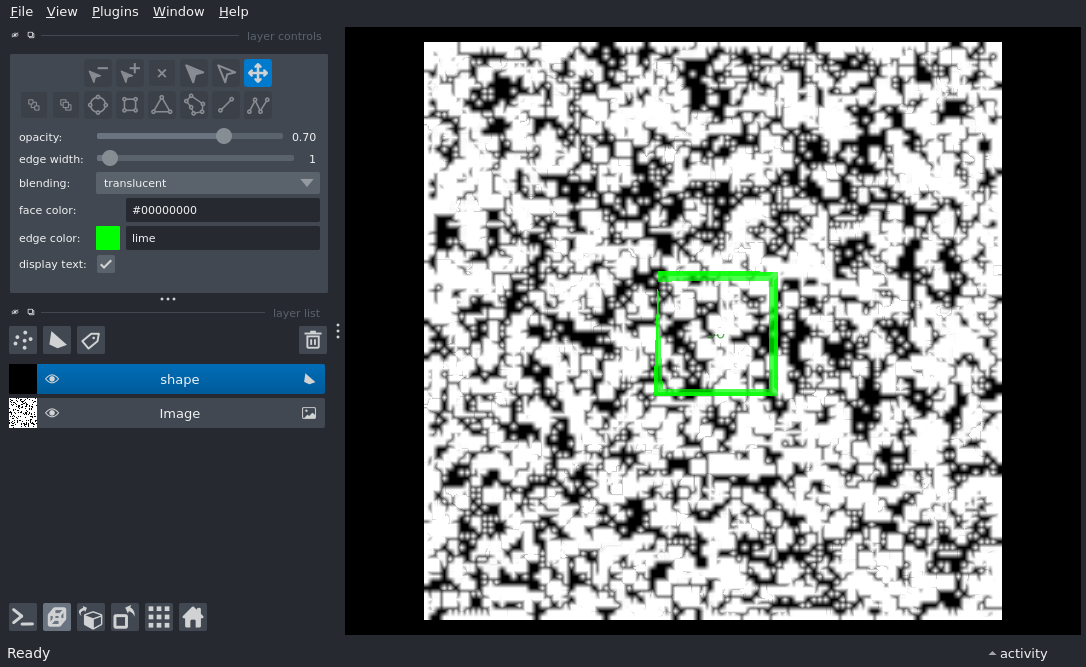 File View Plugins Window Help
layer controls
opacity: 0.70
edge width: 1
blending: translucent
face color: #00000000
edge color: lime
display text:
layer list
shape
Image
Ready
activity